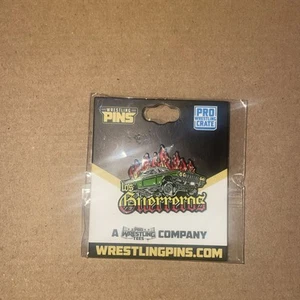 WRESTLING
PINS
PRO
WRESTLING
CRATE
LOS
Guerreros
A PRO WRESTLING TEES COMPANY
WRESTLINGPINS.COM